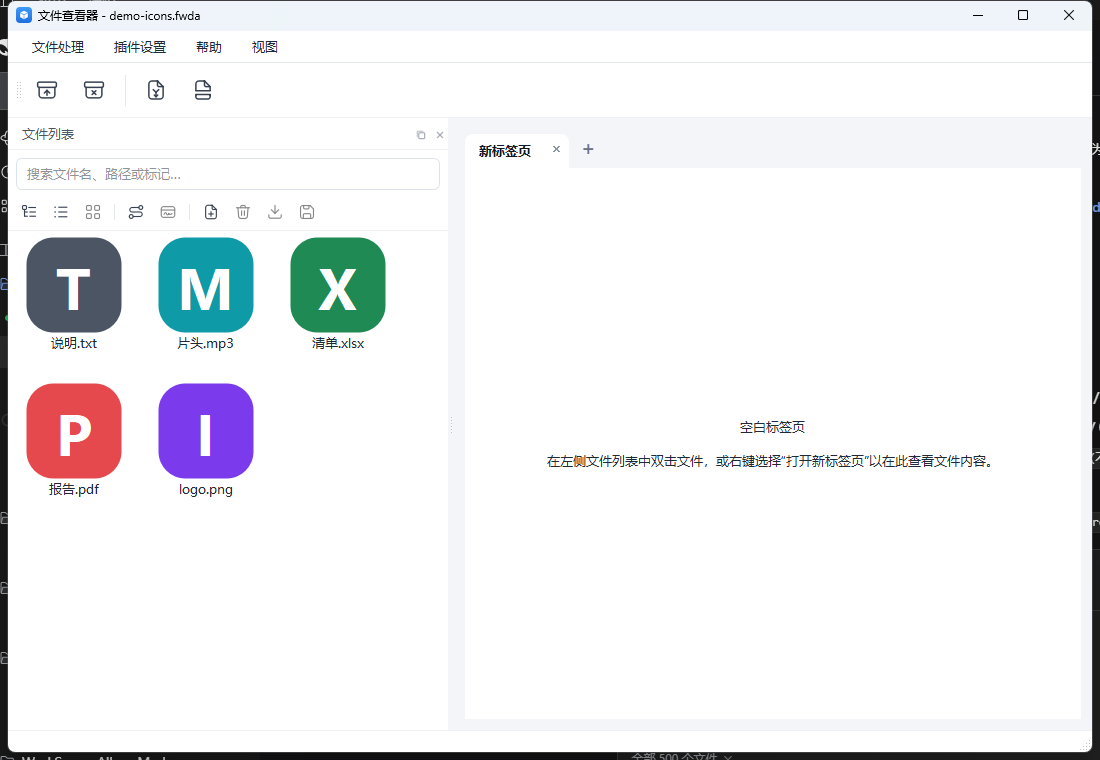 文件查看器 - demo-icons.fwda
文件处理 插件设置 帮助 视图
文件列表
新标签页
搜索文件名、路径或标记...
T M X
说明.txt 片头.mp3 清单.xlsx
P I
报告.pdf logo.png
空白标签页
在左侧文件列表中双击文件，或右键选择“打开新标签页”以在此查看文件内容。